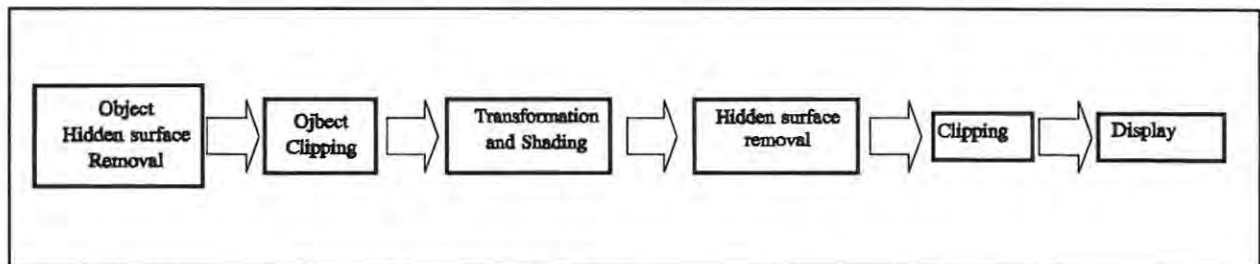 Object
Hidden surface
Removal
Ojbect
Clipping
Transformation
and Shading
Hidden surface
removal
Clipping
Display